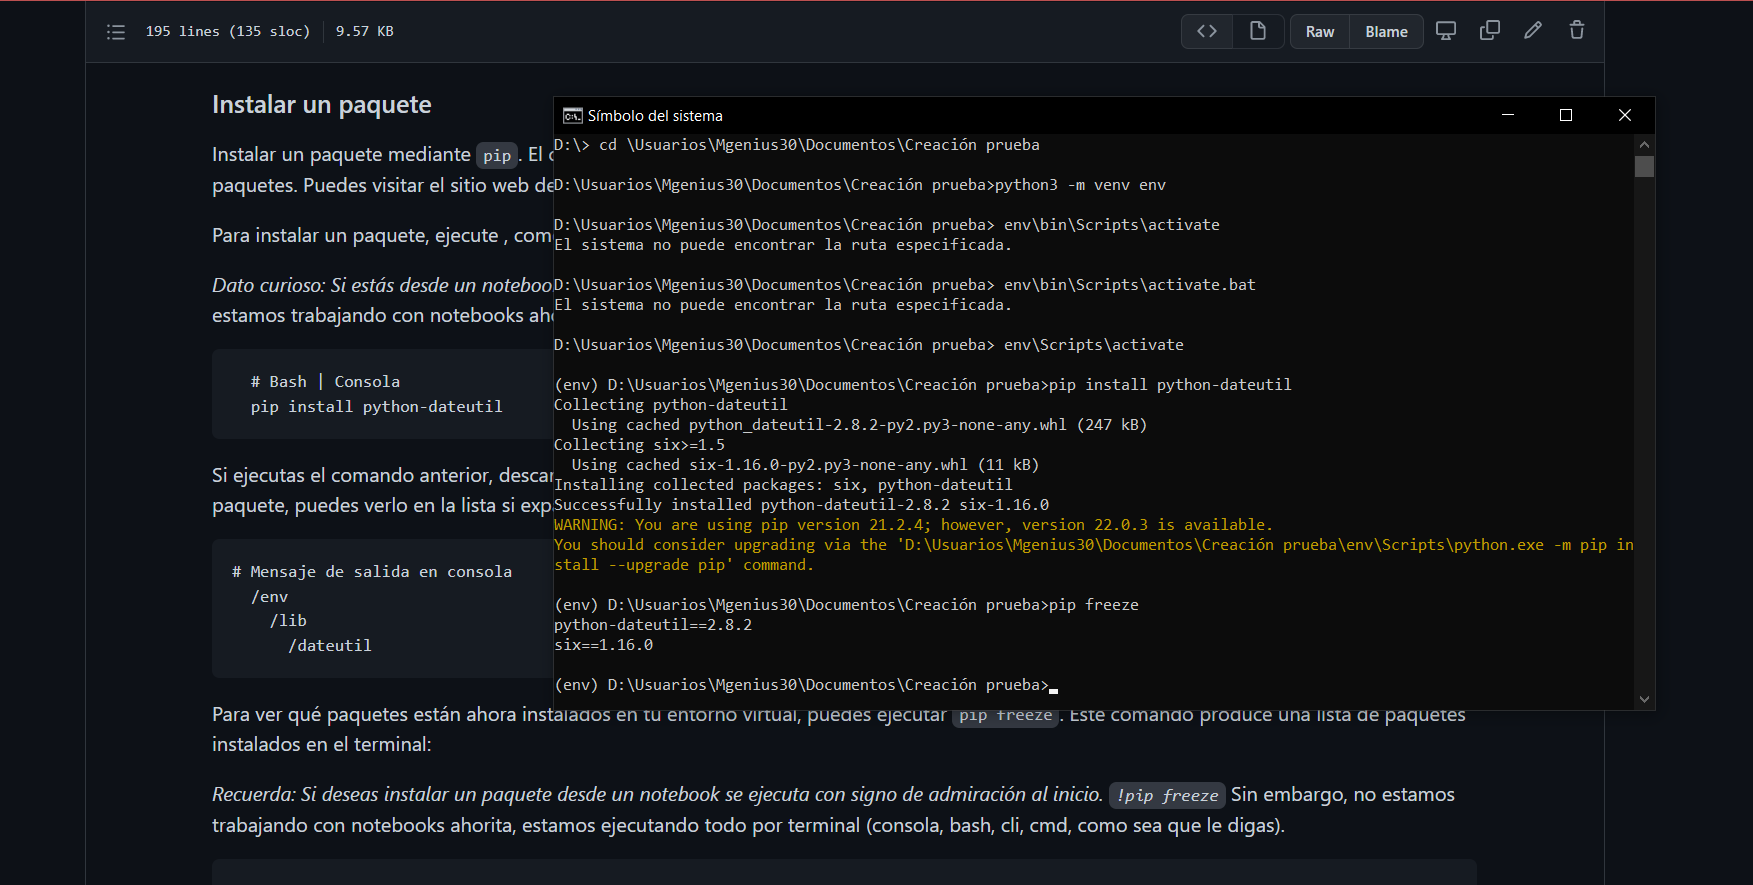 195 lines (135 sloc) 9.57 KB
Raw Blame
Instalar un paquete
Instalar un paquete mediante pip. El
paquetes. Puedes visitar el sitio web de
Para instalar un paquete, ejecute , com
Dato curioso: Si estás desde un noteboo
estamos trabajando con notebooks aho
# Bash | Consola
pip install python-dateutil
Si ejecutas el comando anterior, descar
paquete, puedes verlo en la lista si exp
# Mensaje de salida en consola
/env
/lib
/dateutil
Símbolo del sistema
D:\> cd \Usuarios\Mgenius30\Documentos\Creación prueba
D:\Usuarios\Mgenius30\Documentos\Creación prueba>python3 -m venv env
D:\Usuarios\Mgenius30\Documentos\Creación prueba> env\bin\Scripts\activate
El sistema no puede encontrar la ruta especificada.
D:\Usuarios\Mgenius30\Documentos\Creación prueba> env\bin\Scripts\activate.bat
El sistema no puede encontrar la ruta especificada.
D:\Usuarios\Mgenius30\Documentos\Creación prueba> env\Scripts\activate
(env) D:\Usuarios\Mgenius30\Documentos\Creación prueba>pip install python-dateutil
Collecting python-dateutil
Using cached python_dateutil-2.8.2-py2.py3-none-any.whl (247 kB)
Collecting six>=1.5
Using cached six-1.16.0-py2.py3-none-any.whl (11 kB)
Installing collected packages: six, python-dateutil
Successfully installed python-dateutil-2.8.2 six-1.16.0
WARNING: You are using pip version 21.2.4; however, version 22.0.3 is available.
You should consider upgrading via the 'D:\Usuarios\Mgenius30\Documentos\Creación prueba\env\Scripts\python.exe -m pip in
stall --upgrade pip' command.
(env) D:\Usuarios\Mgenius30\Documentos\Creación prueba>pip freeze
python-dateutil==2.8.2
six==1.16.0
(env) D:\Usuarios\Mgenius30\Documentos\Creación prueba>
Para ver qué paquetes están ahora instalados en tu entorno virtual, puedes ejecutar pip freeze. Este comando produce una lista de paquetes
instalados en el terminal:
Recuerda: Si deseas instalar un paquete desde un notebook se ejecuta con signo de admiración al inicio. !pip freeze Sin embargo, no estamos
trabajando con notebooks ahorita, estamos ejecutando todo por terminal (consola, bash, cli, cmd, como sea que le digas).